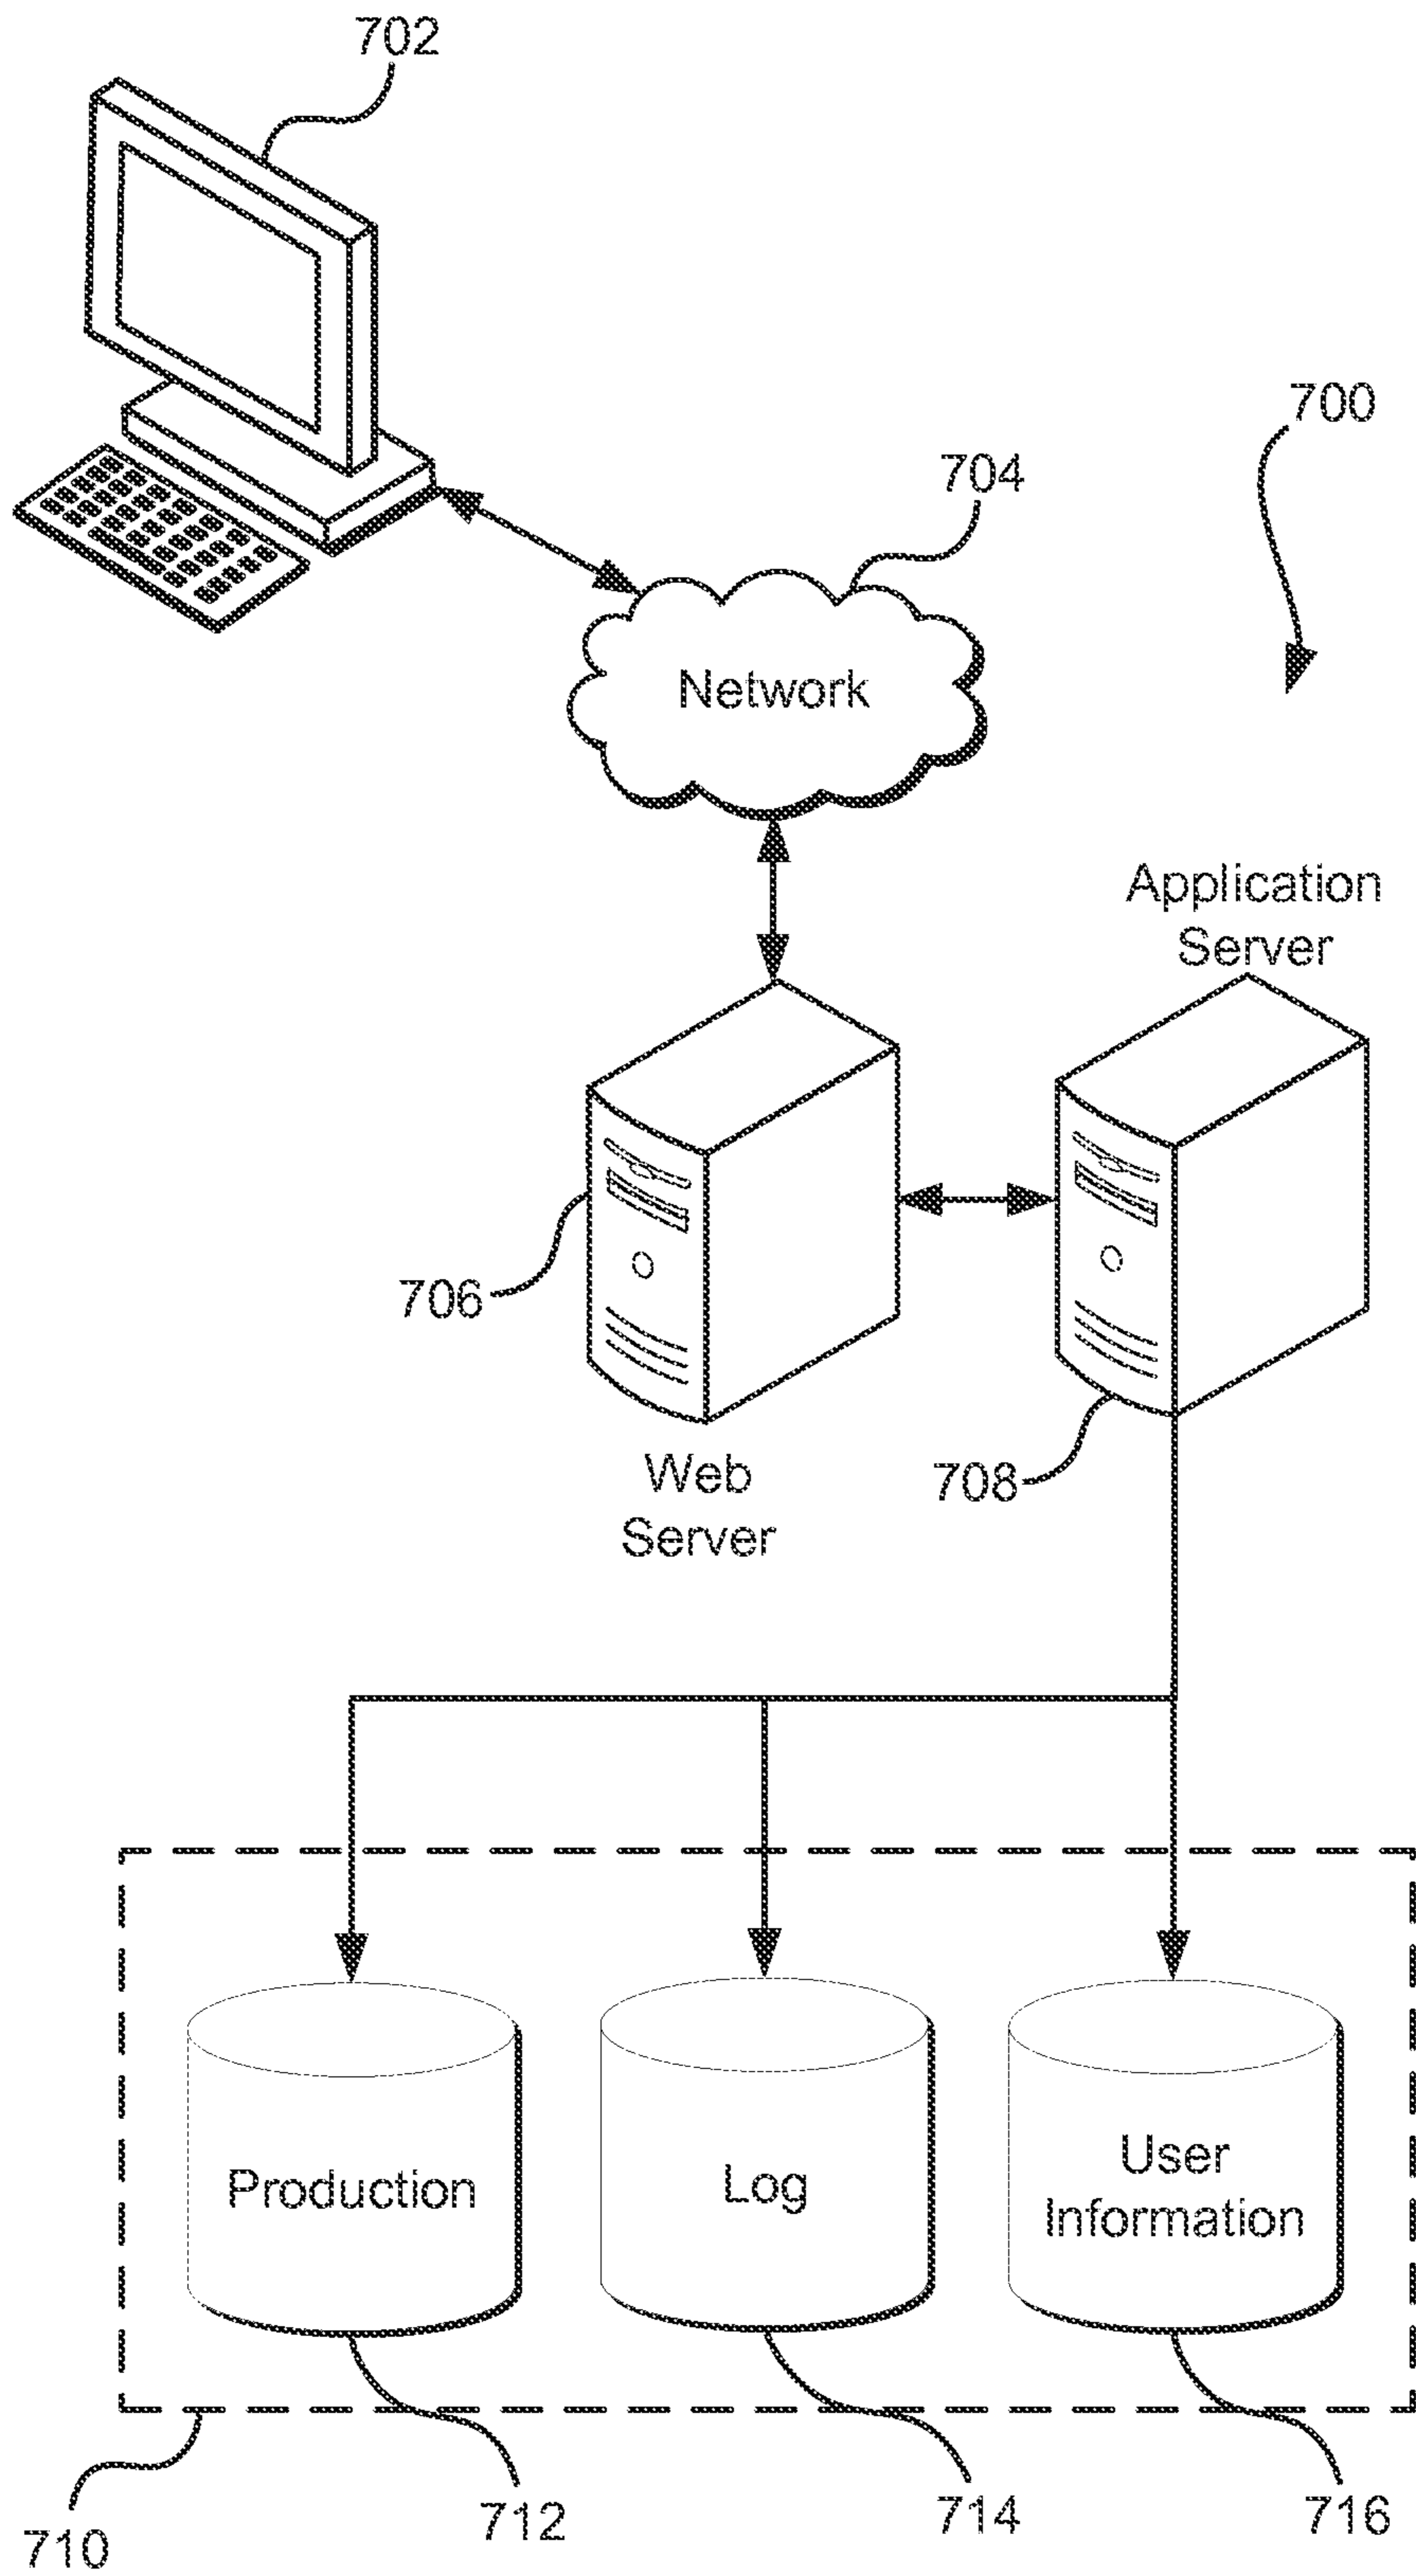 702
700
704
Network
Application
Server
706
Web
Server
708
Production
Log
User
Information
710
712
714
716